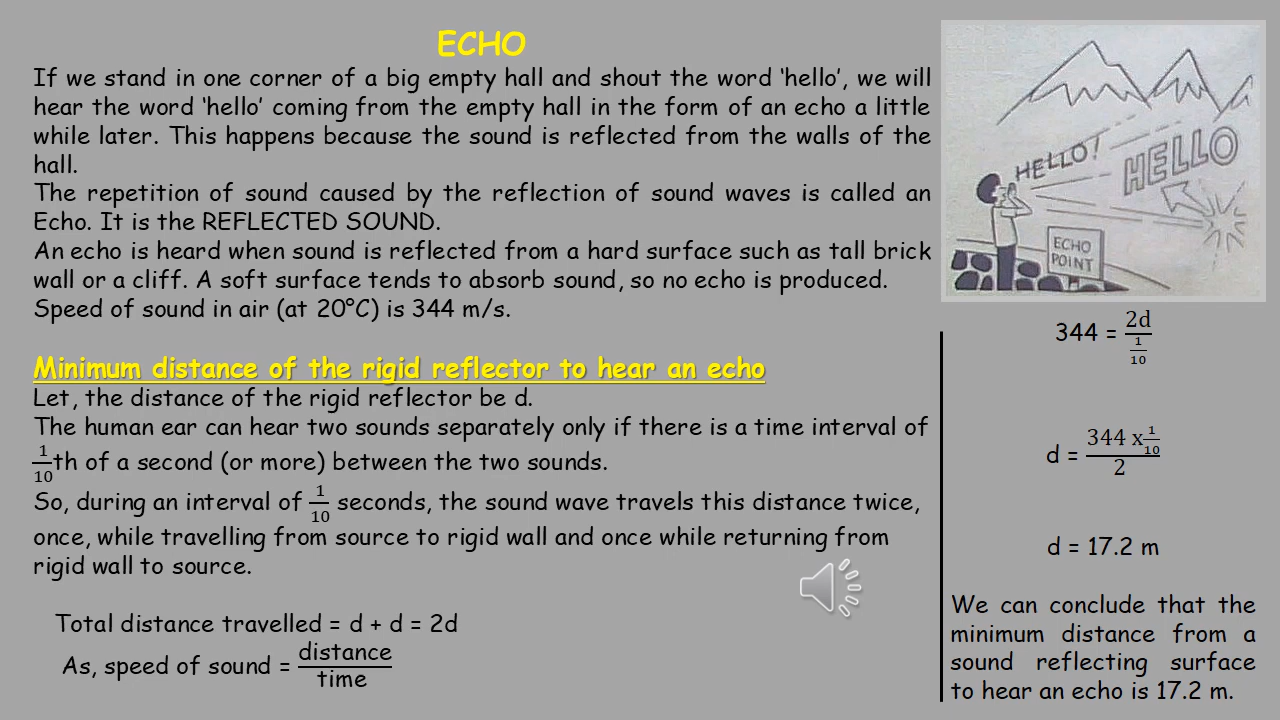 ECHO
If we stand in one corner of a big empty hall and shout the word ‘hello’, we will
hear the word ‘hello’ coming from the empty hall in the form of an echo a little
while later. This happens because the sound is reflected from the walls of the
hall.
The repetition of sound caused by the reflection of sound waves is called an
Echo. It is the REFLECTED SOUND.
An echo is heard when sound is reflected from a hard surface such as tall brick
wall or a cliff. A soft surface tends to absorb sound, so no echo is produced.
Speed of sound in air (at 20°C) is 344 m/s.
Minimum distance of the rigid reflector to hear an echo
Let, the distance of the rigid reflector be d.
The human ear can hear two sounds separately only if there is a time interval of
1/10 th of a second (or more) between the two sounds.
So, during an interval of 1/10 seconds, the sound wave travels this distance twice,
once, while travelling from source to rigid wall and once while returning from
rigid wall to source.
Total distance travelled = d + d = 2d
As, speed of sound = distance/time
HELLO!
HELLO
ECHO
POINT
344 = 2d/(1/10)
d = (344 x 1/10)/2
d = 17.2 m
We can conclude that the
minimum distance from a
sound reflecting surface
to hear an echo is 17.2 m.